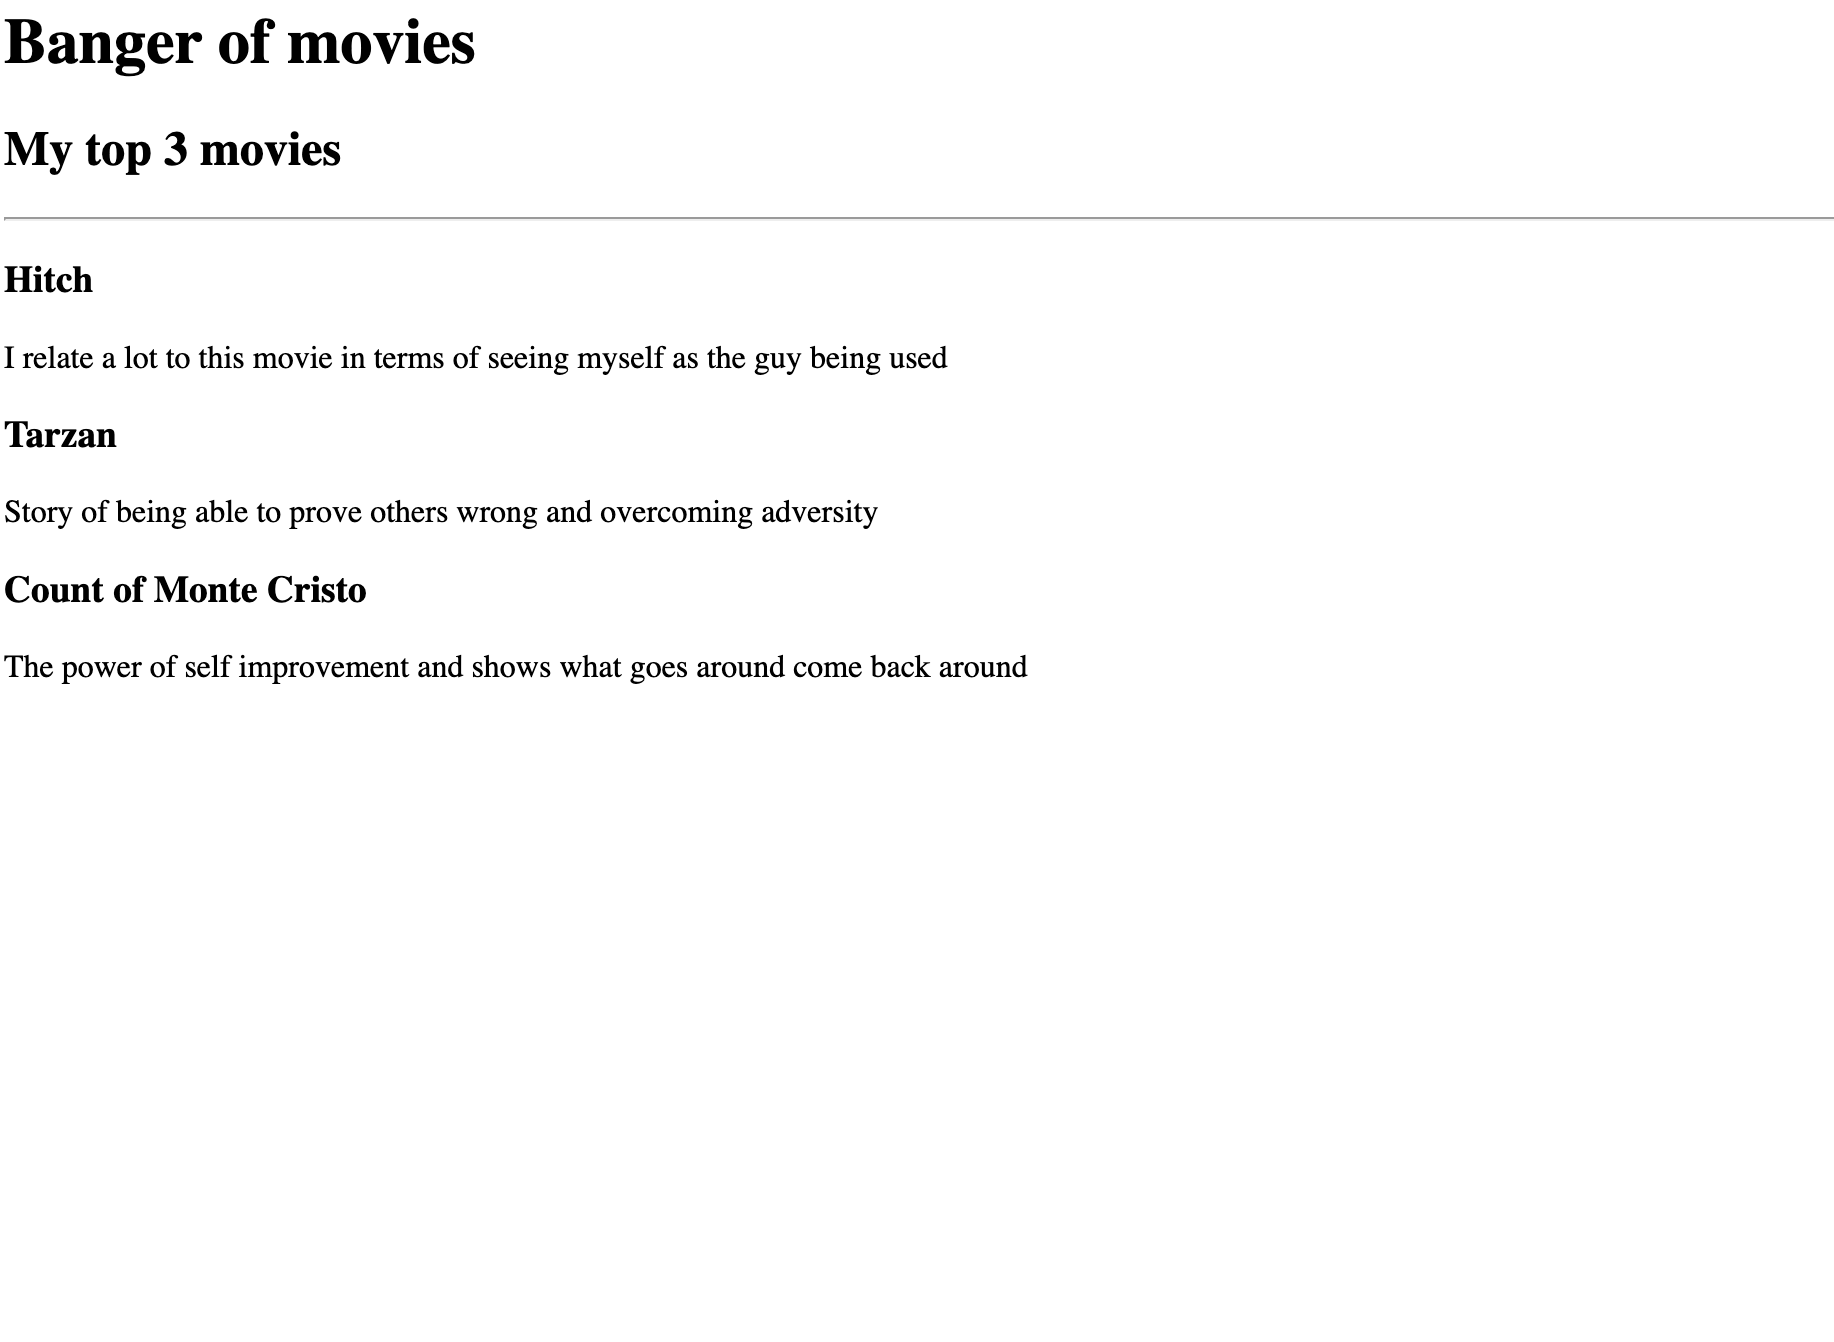 Banger of movies
My top 3 movies
Hitch
I relate a lot to this movie in terms of seeing myself as the guy being used
Tarzan
Story of being able to prove others wrong and overcoming adversity
Count of Monte Cristo
The power of self improvement and shows what goes around come back around